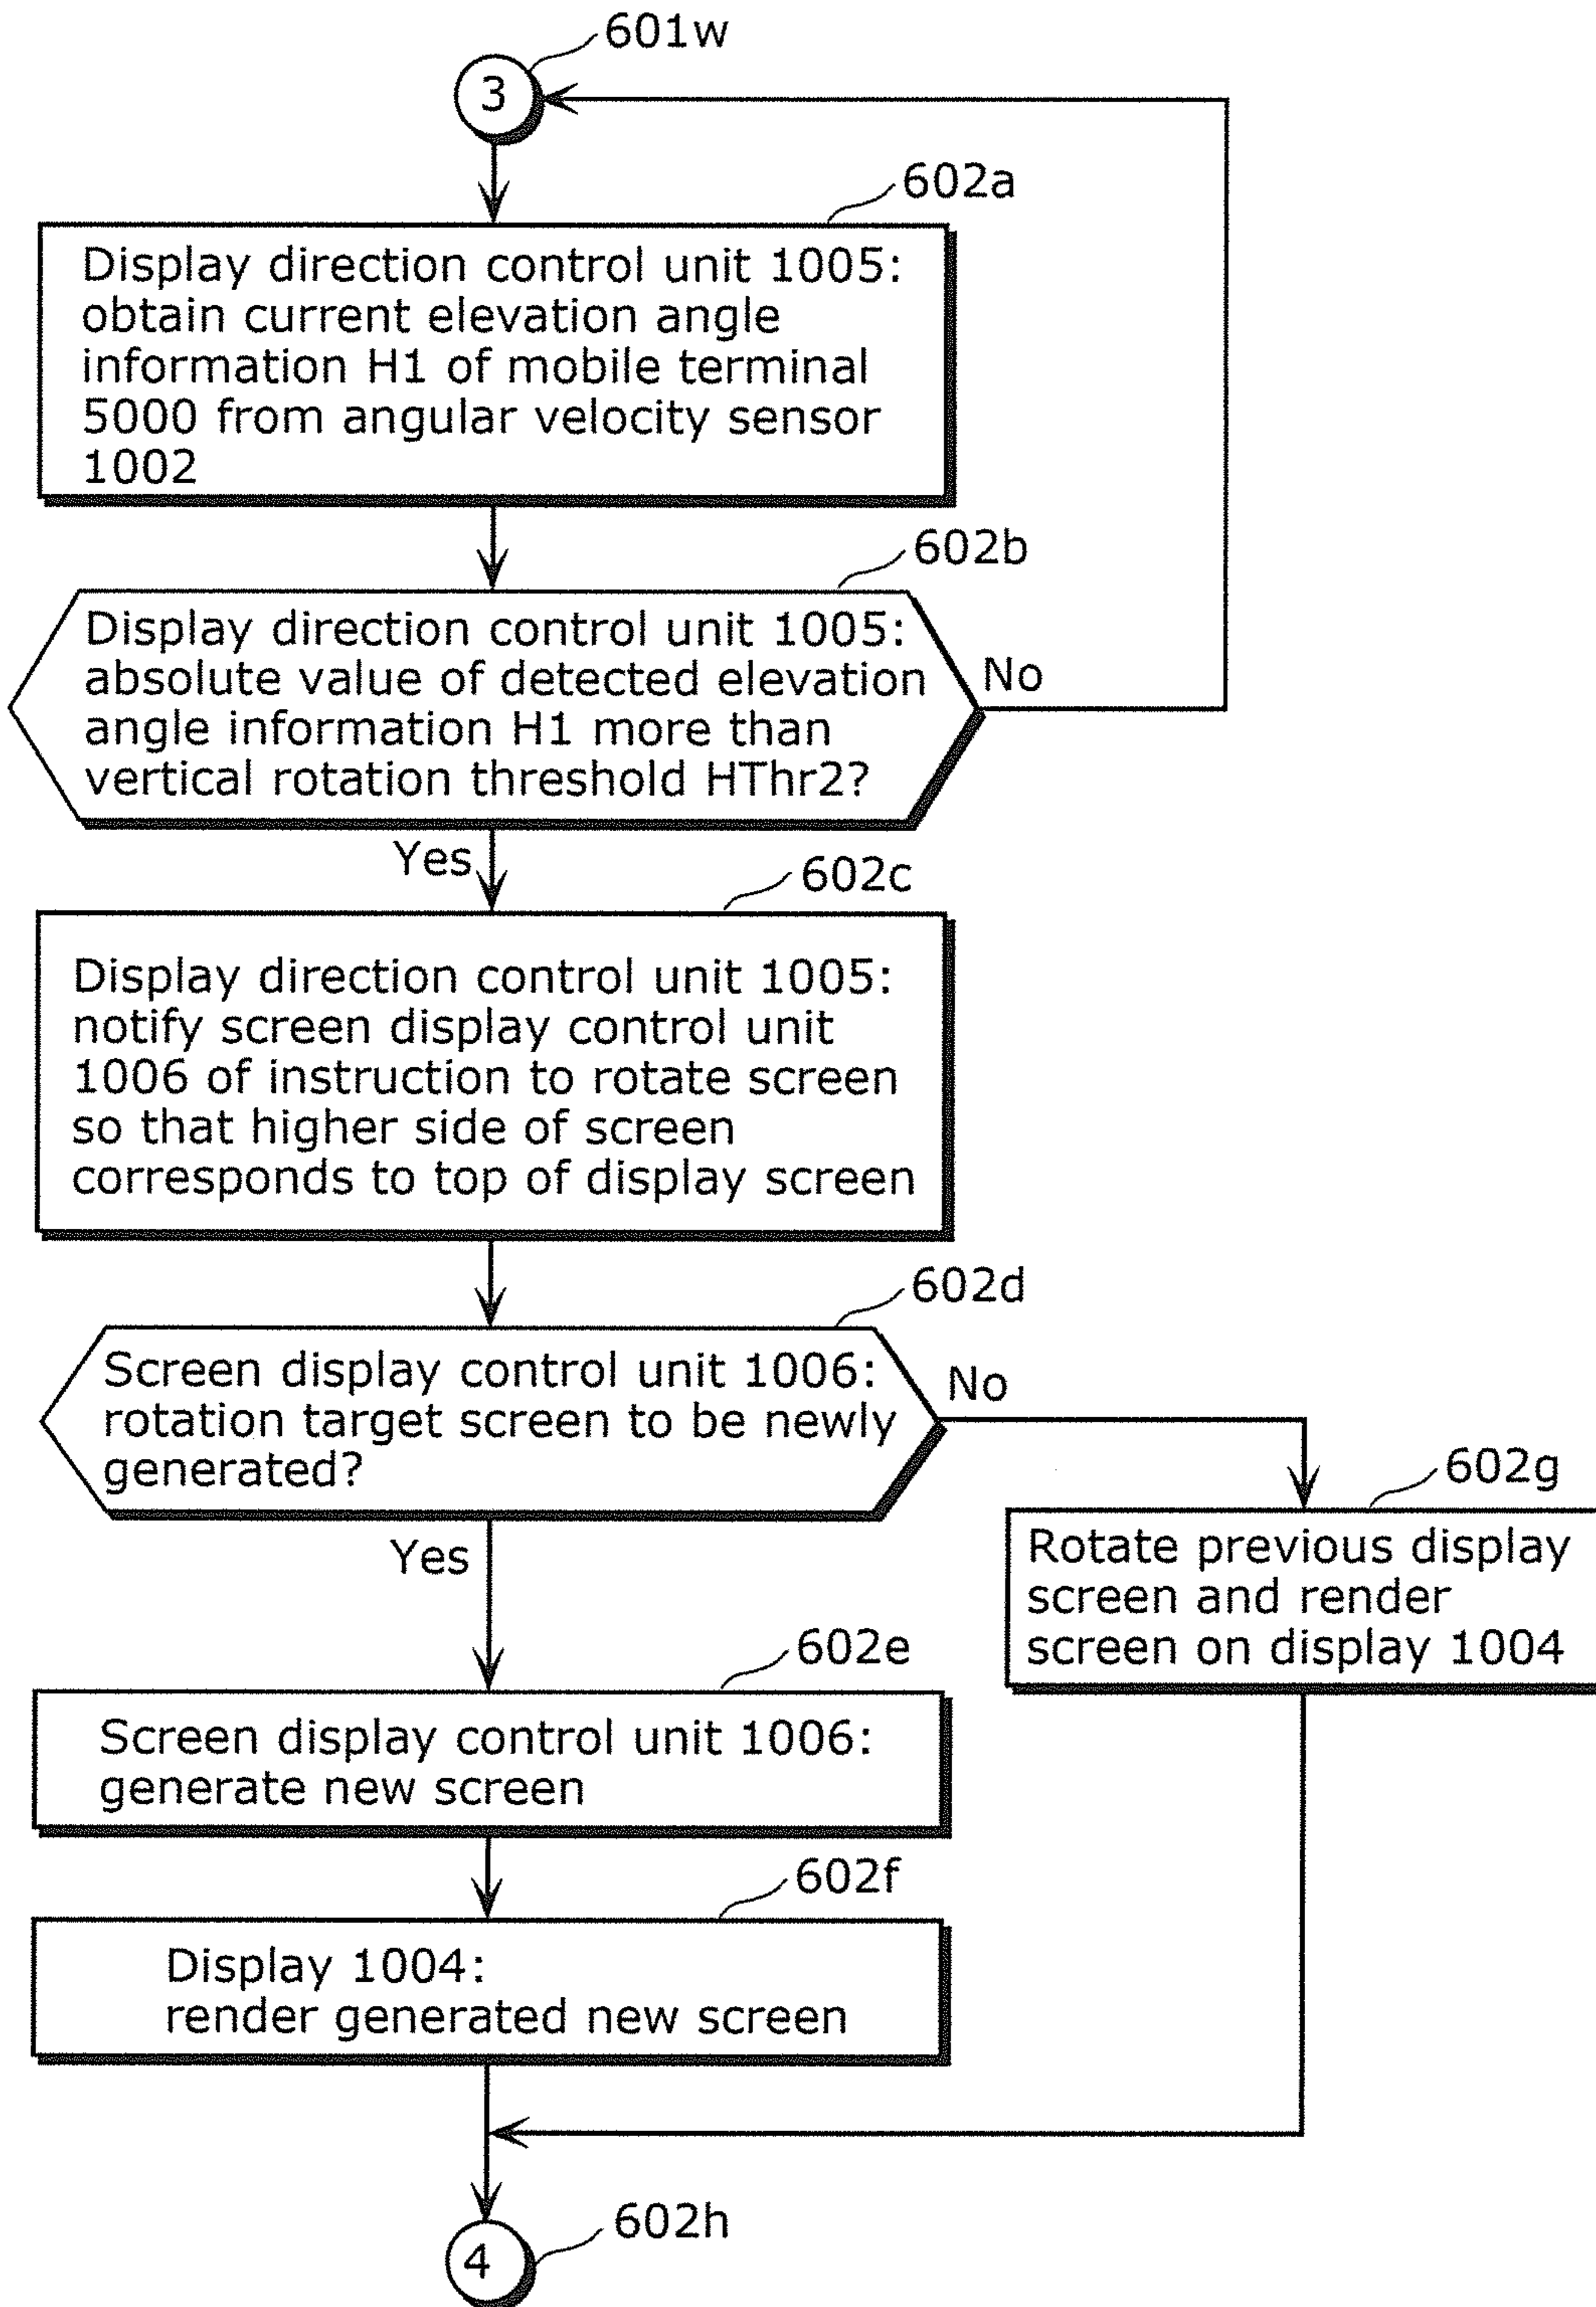 601w
3
602a
Display direction control unit 1005:
obtain current elevation angle
information H1 of mobile terminal
5000 from angular velocity sensor
1002
602b
Display direction control unit 1005:
absolute value of detected elevation
angle information H1 more than
vertical rotation threshold HThr2?
No
Yes
602c
Display direction control unit 1005:
notify screen display control unit
1006 of instruction to rotate screen
so that higher side of screen
corresponds to top of display screen
602d
Screen display control unit 1006:
rotation target screen to be newly
generated?
No
Yes
602g
Rotate previous display
screen and render
screen on display 1004
602e
Screen display control unit 1006:
generate new screen
602f
Display 1004:
render generated new screen
602h
4